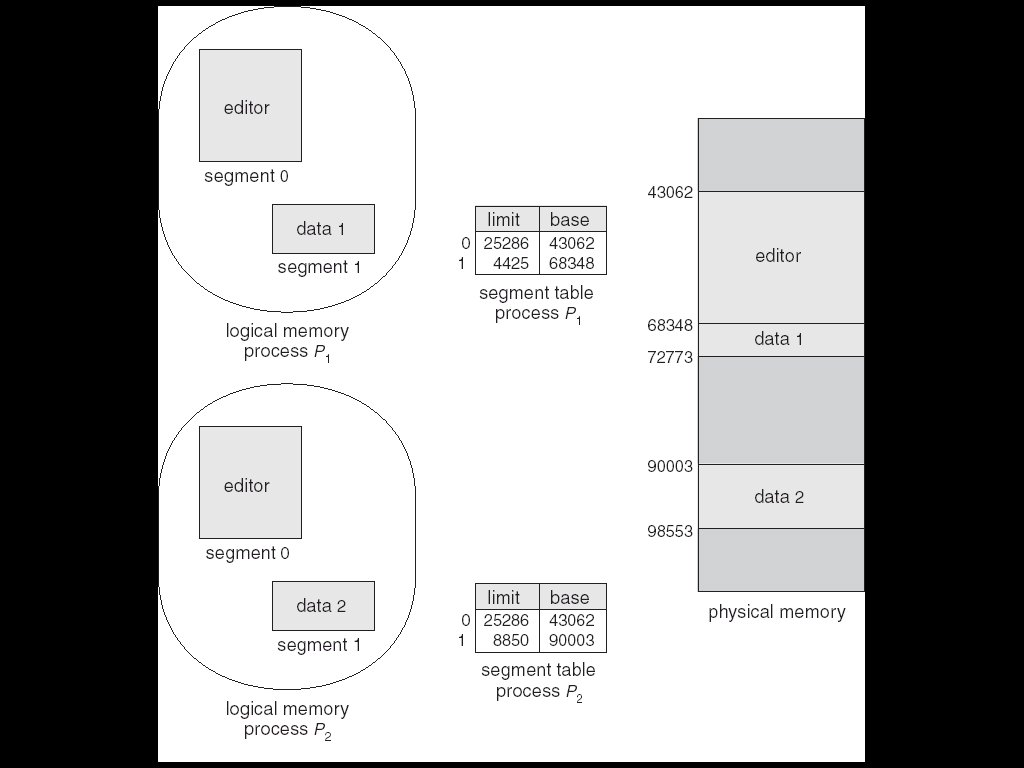 editor
segment 0
data 1
segment 1
logical memory
process P1
limit base
0 25286 43062
1 4425 68348
segment table
process P1
editor
segment 0
data 2
segment 1
logical memory
process P2
limit base
0 25286 43062
1 8850 90003
segment table
process P2
43062
editor
68348
data 1
72773
90003
data 2
98553
physical memory